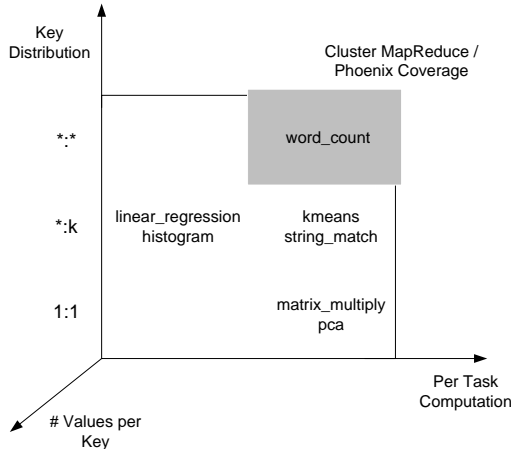 Key
Distribution
Cluster MapReduce /
Phoenix Coverage
*:*
word_count
*:k
linear_regression
histogram
kmeans
string_match
1:1
matrix_multiply
pca
Per Task
Computation
# Values per
Key